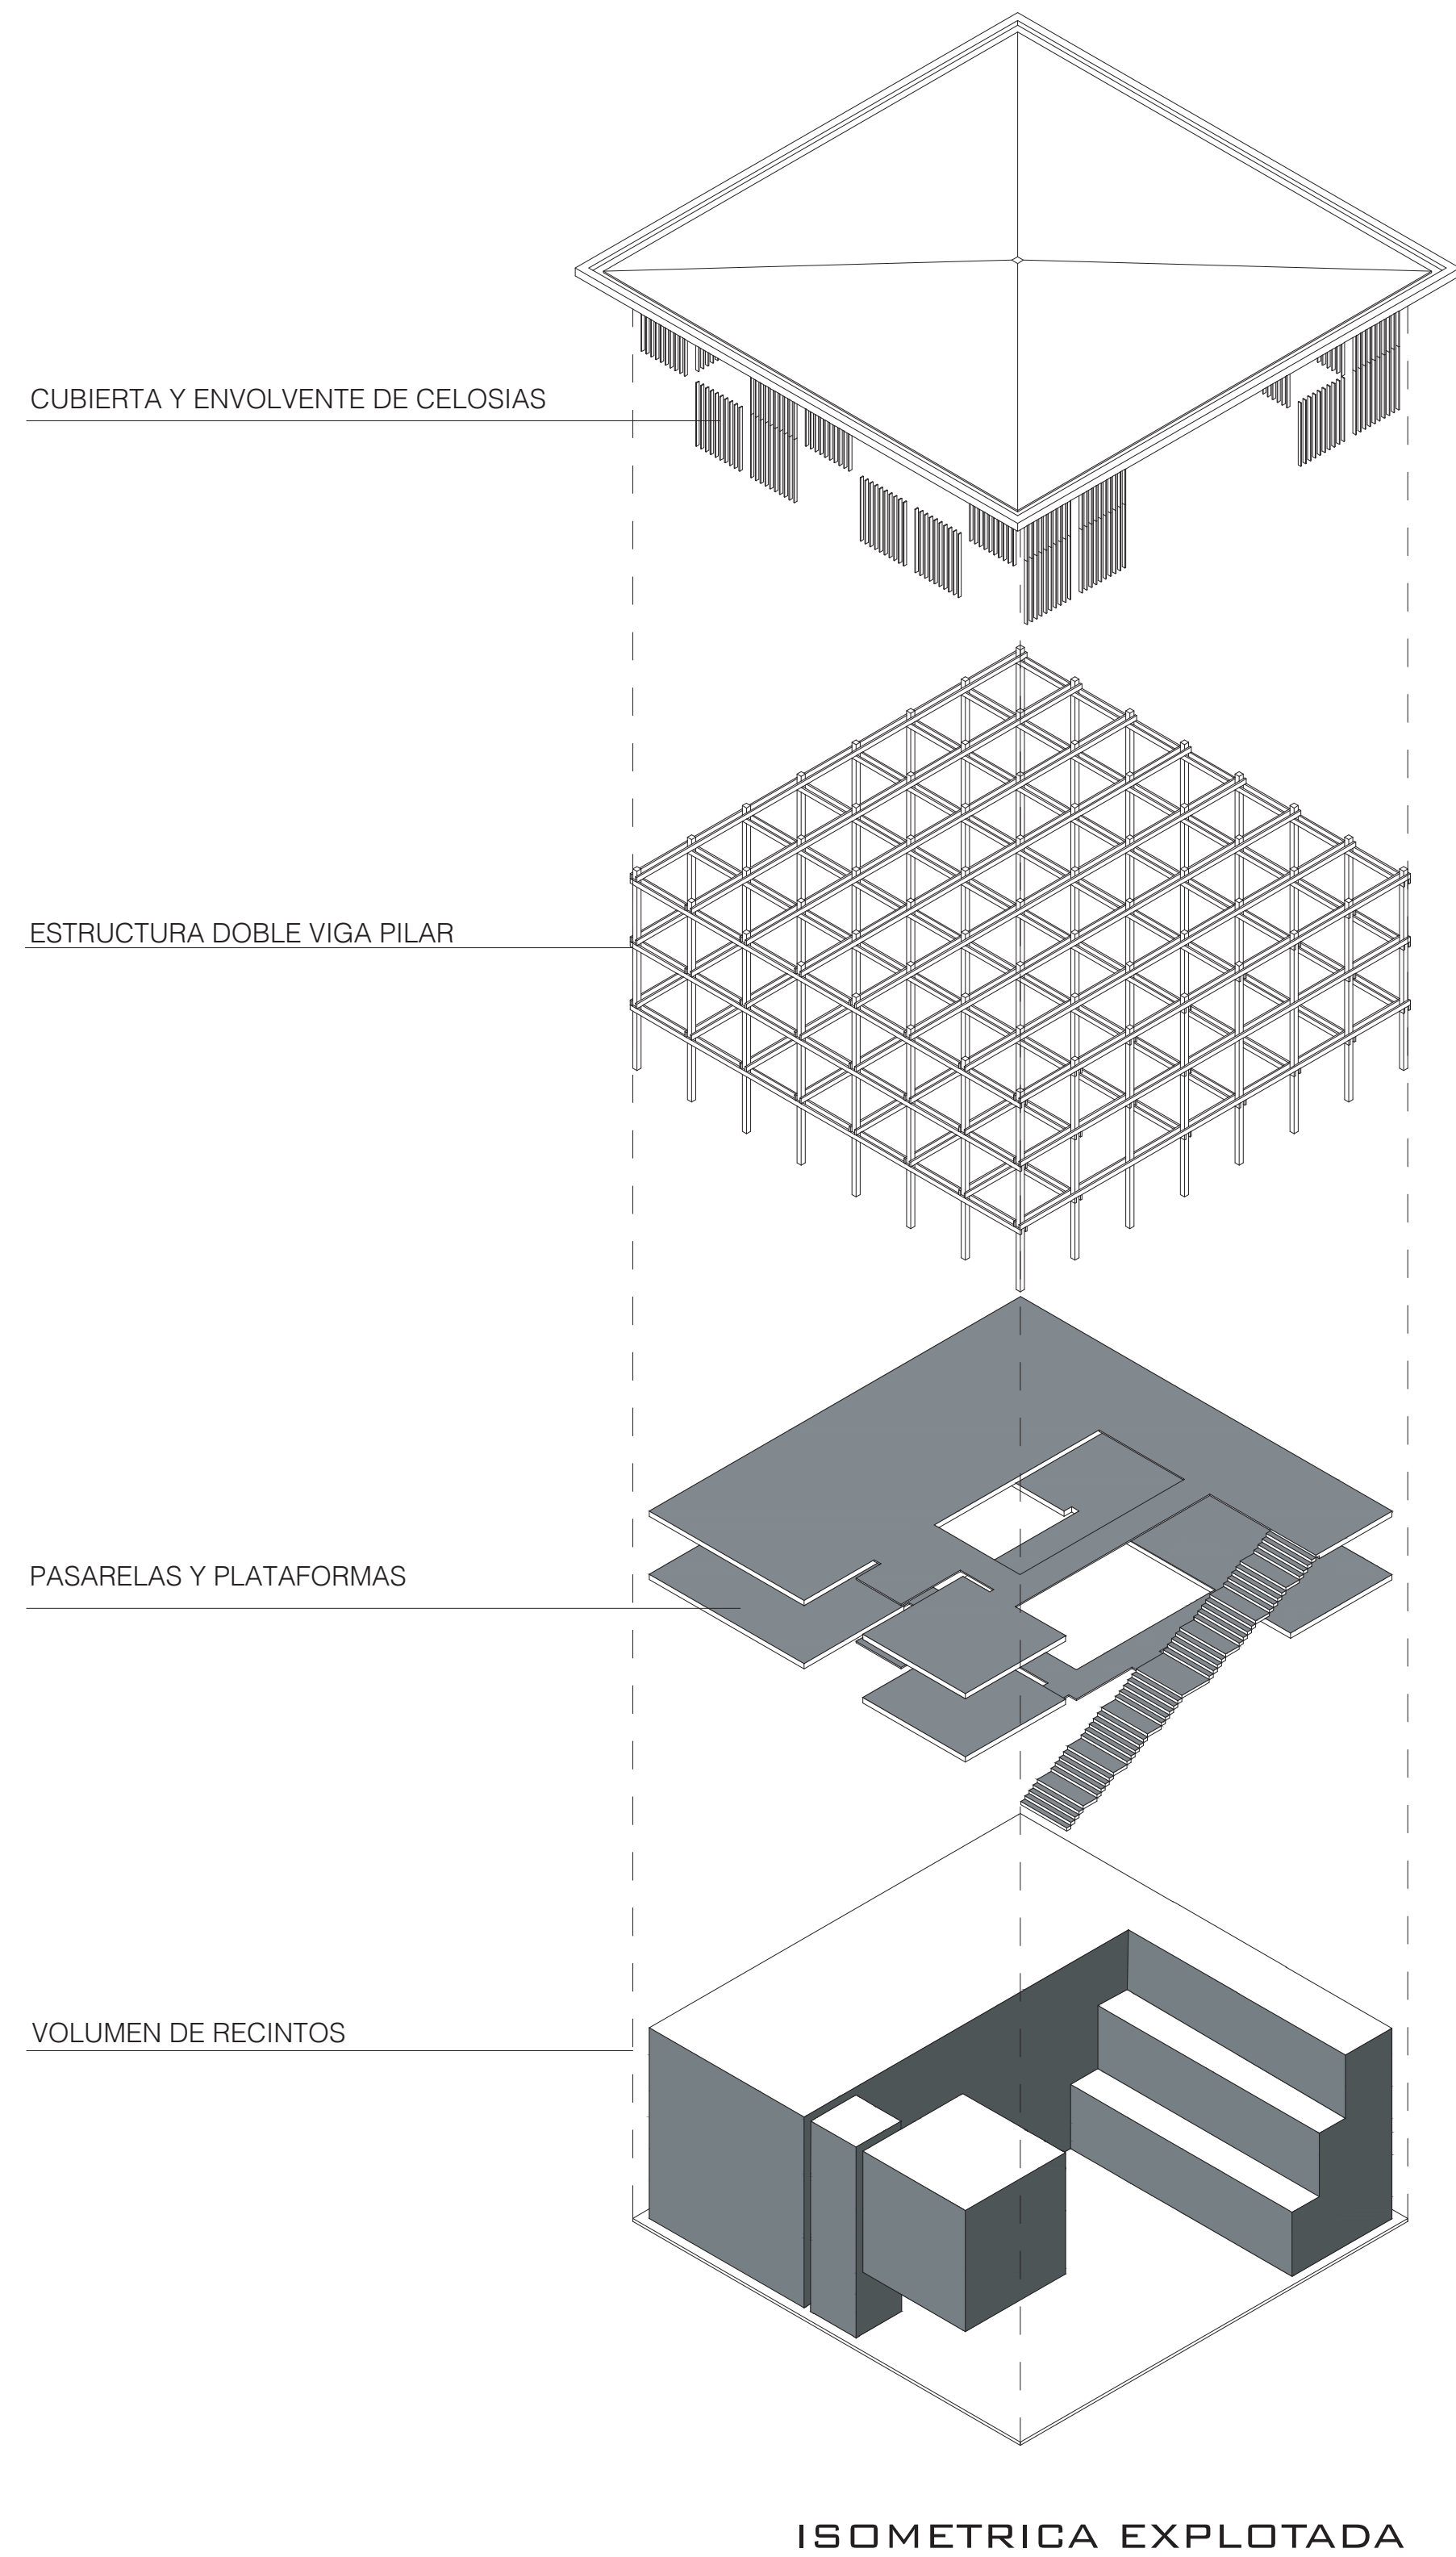 CUBIERTA Y ENVOLVENTE DE CELOSIAS
ESTRUCTURA DOBLE VIGA PILAR
PASARELAS Y PLATAFORMAS
VOLUMEN DE RECINTOS
ISOMETRICA EXPLOTADA